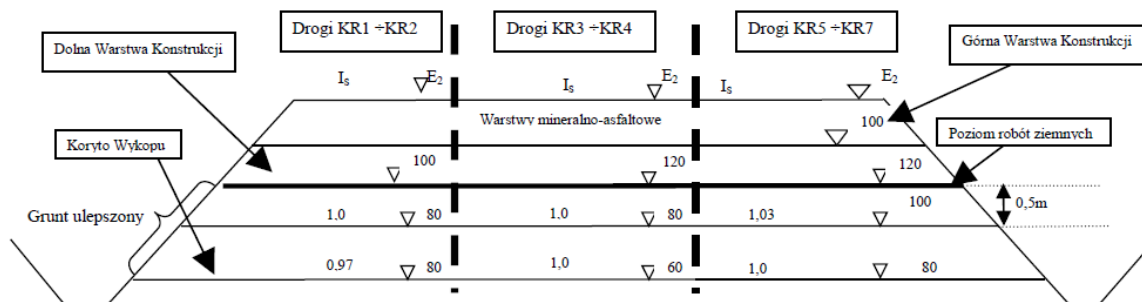 Drogi KR1 ÷KR2
Drogi KR3 ÷KR4
Drogi KR5 ÷KR7
Dolna Warstwa Konstrukcji
Górna Warstwa Konstrukcji
Is E2
Is E2
Is E2
Warstwy mineralno-asfaltowe
100
Koryto Wykopu
Poziom robót ziemnych
100 120 120
Grunt ulepszony
1,0 80 1,0 80 1,03 100
0,5m
0,97 80 1,0 60 1,0 80